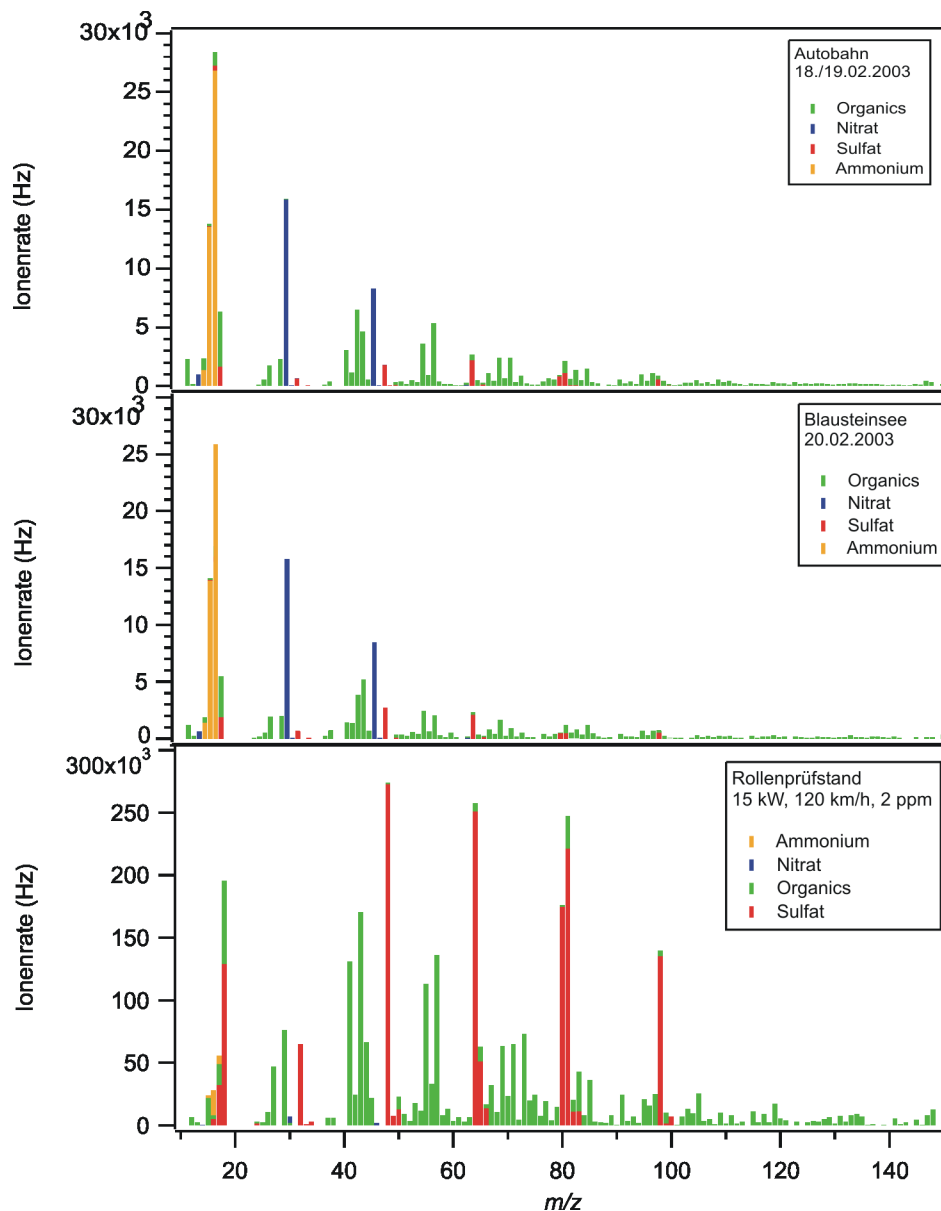 30x10³
25
20
15
10
5
0
Ionenrate (Hz)
Autobahn
18./19.02.2003
Organics
Nitrat
Sulfat
Ammonium
30x10³
25
20
15
10
5
0
Ionenrate (Hz)
Blausteinsee
20.02.2003
Organics
Nitrat
Sulfat
Ammonium
300x10³
250
200
150
100
50
0
Ionenrate (Hz)
Rollenprüfstand
15 kW, 120 km/h, 2 ppm
Ammonium
Nitrat
Organics
Sulfat
20 40 60 80 100 120 140
m/z